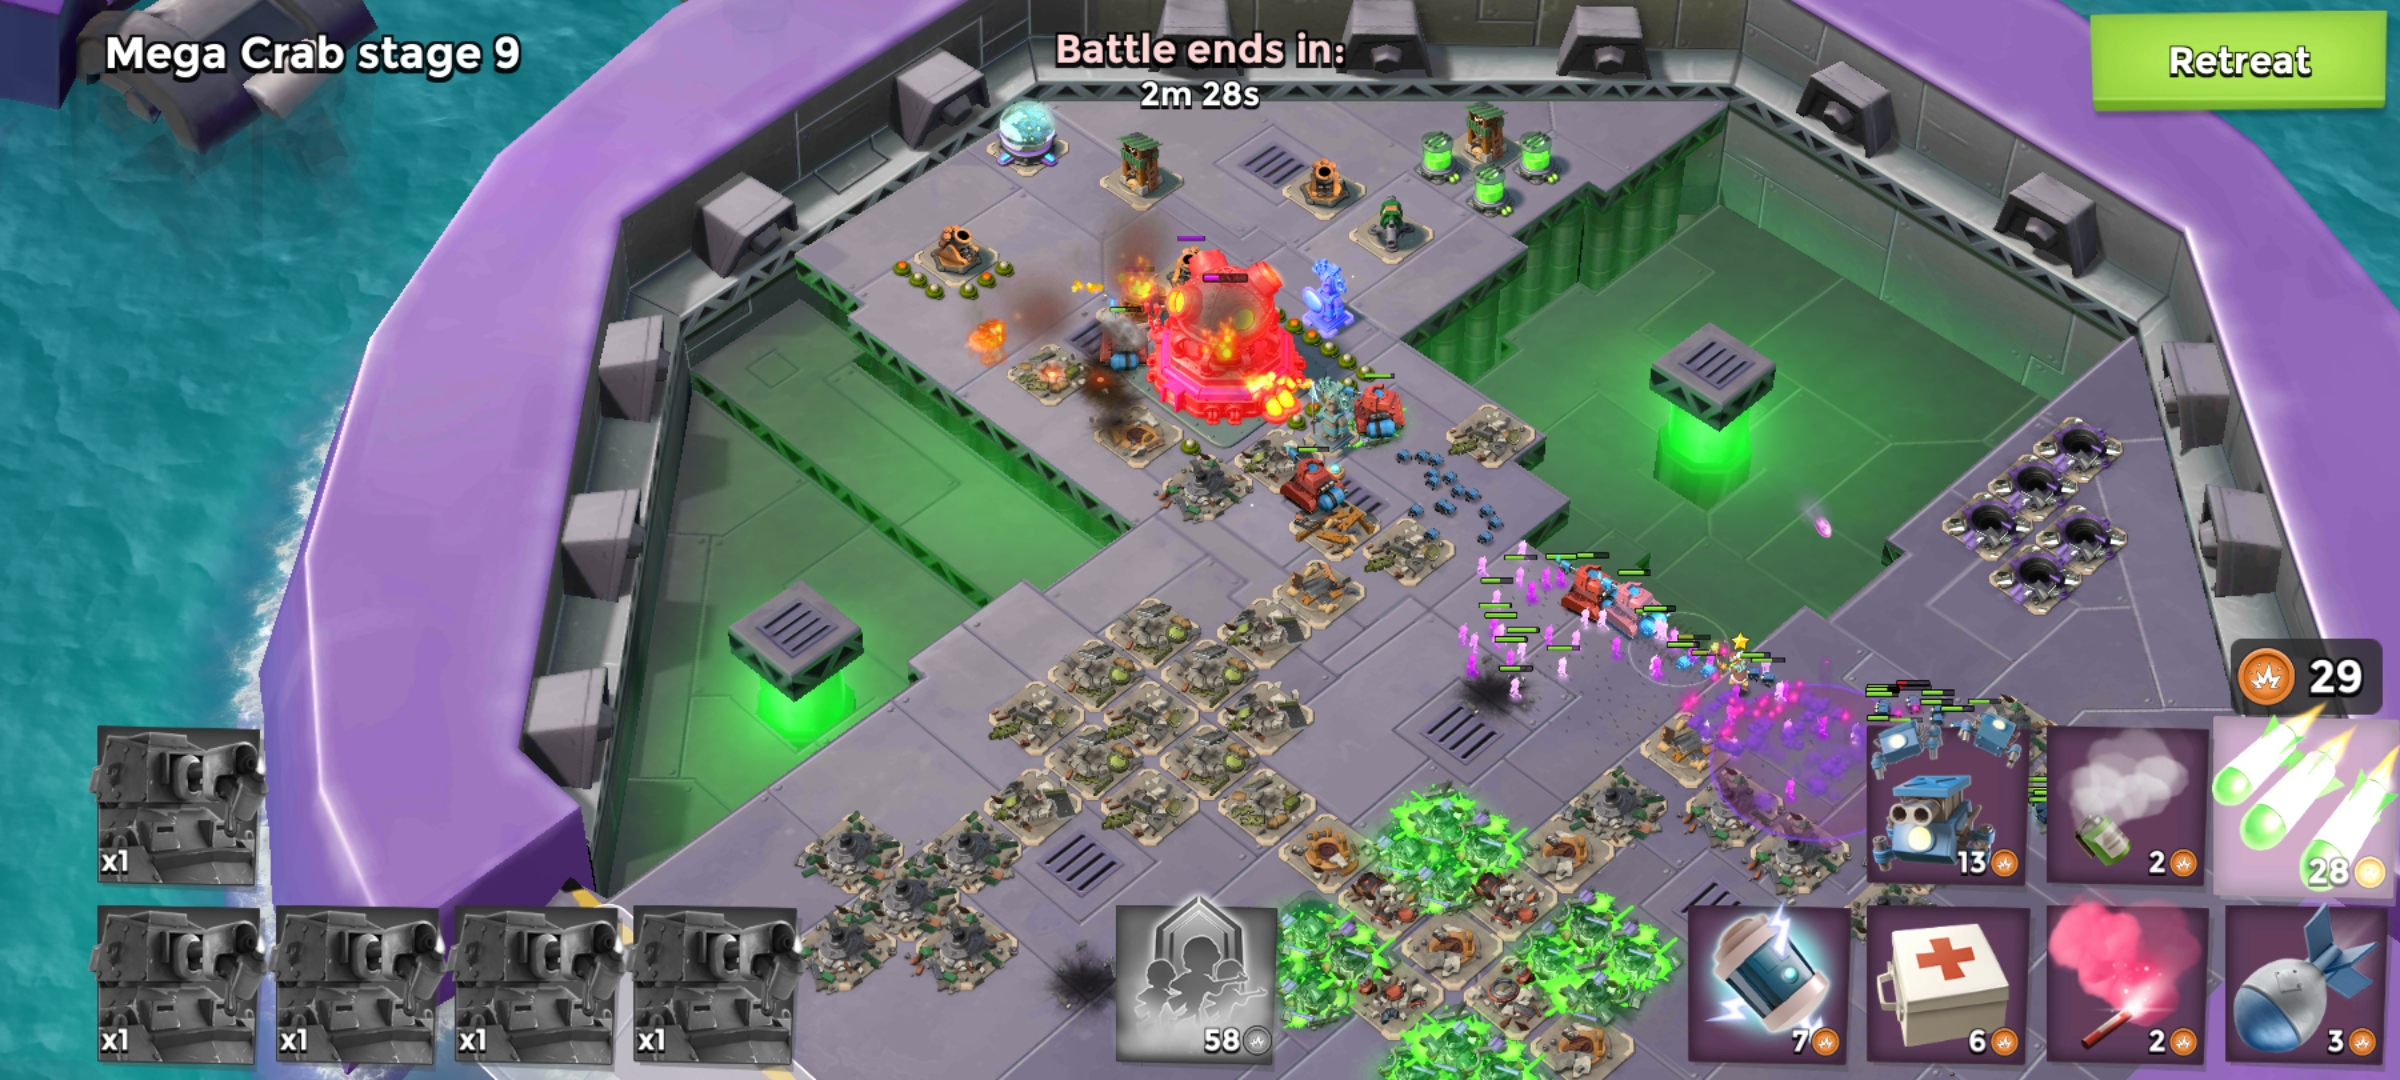 Mega Crab stage 9
Battle ends in:
2m 28s
Retreat
29
x1
13
2
28
x1
x1
x1
x1
58
7
6
2
3